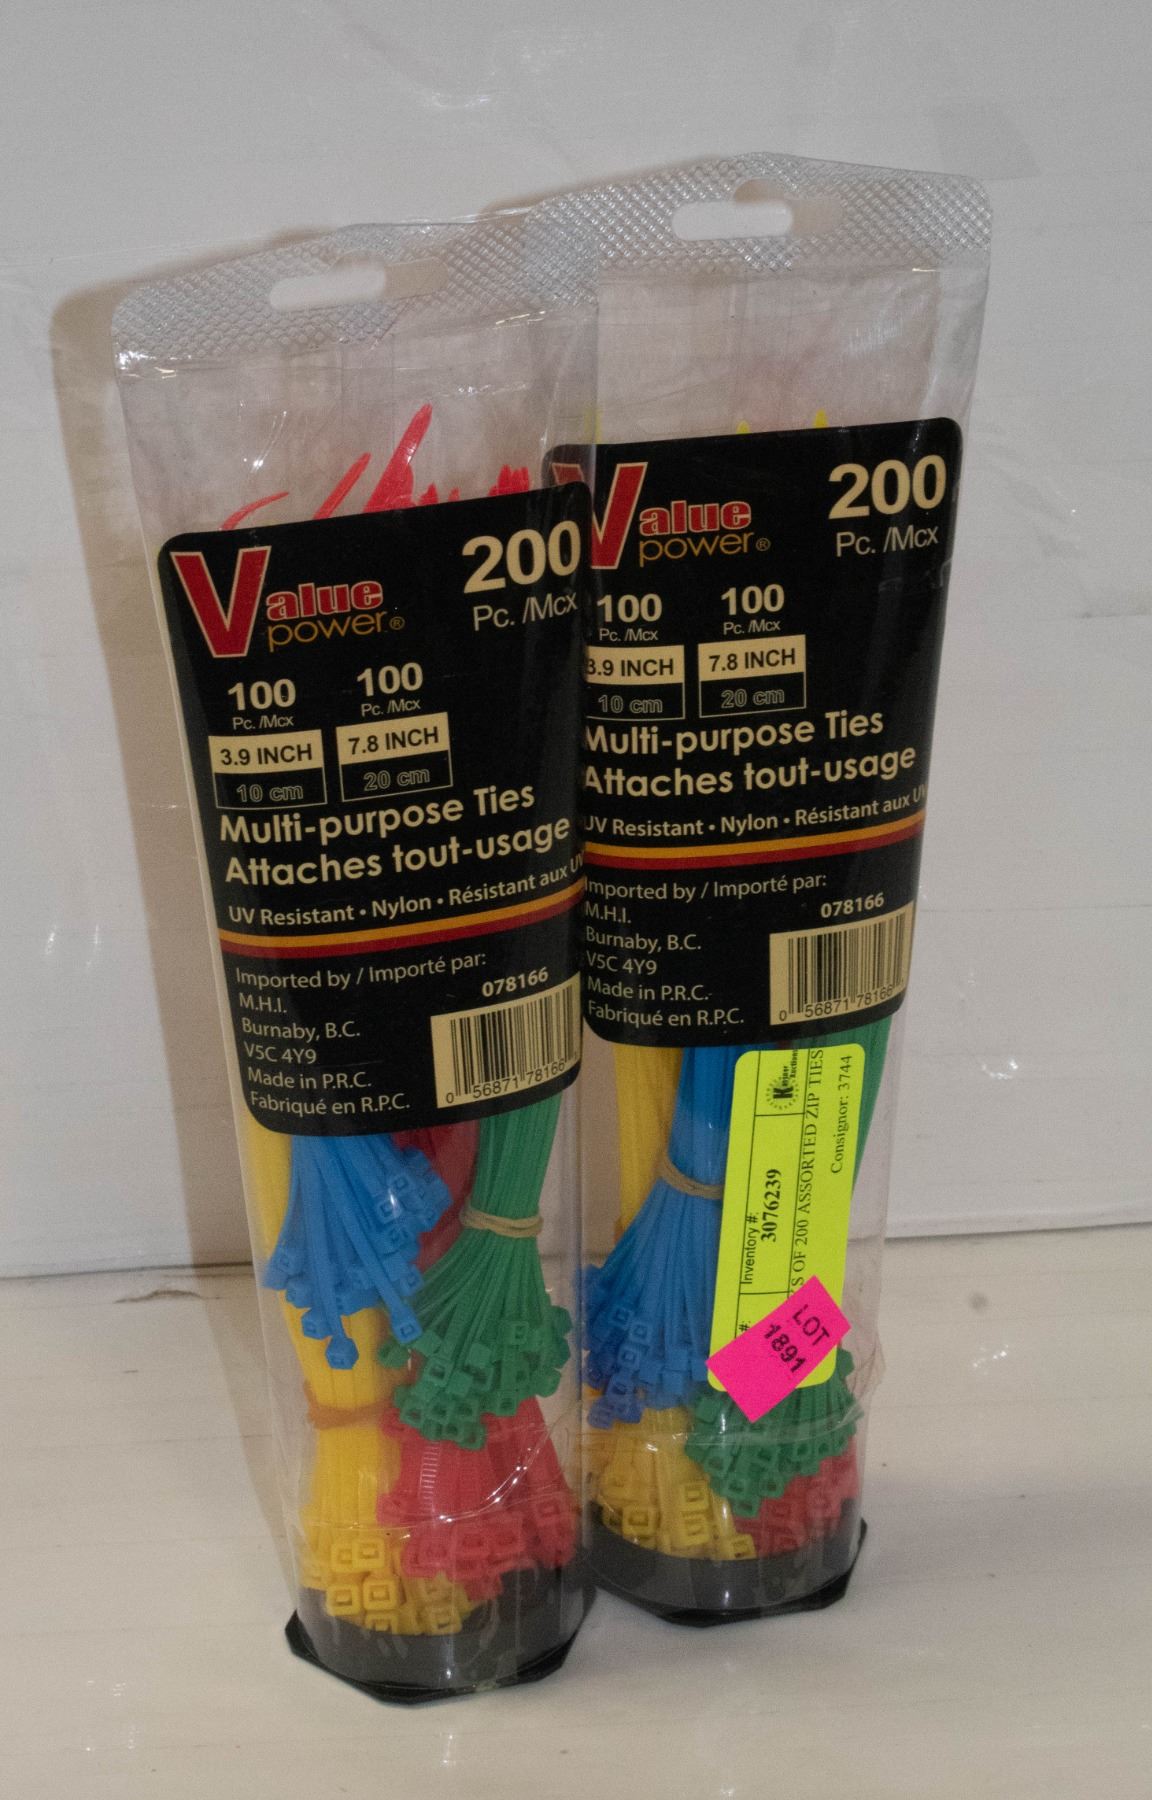 Value
power®
200
Pc. /Mcx
100
Pc. /Mcx
3.9 INCH
10 cm
100
Pc. /Mcx
7.8 INCH
20 cm
Multi-purpose Ties
Attaches tout-usage
UV Resistant • Nylon • Résistant aux UV
Imported by / Importé par:
M.H.I.
Burnaby, B.C.
V5C 4Y9
Made in P.R.C.
Fabriqué en R.P.C.
078166
0 56871 78166
Value
power®
200
Pc. /Mcx
100
Pc. /Mcx
3.9 INCH
10 cm
100
Pc. /Mcx
7.8 INCH
20 cm
Multi-purpose Ties
Attaches tout-usage
UV Resistant • Nylon • Résistant aux UV
Imported by / Importé par:
M.H.I.
Burnaby, B.C.
V5C 4Y9
Made in P.R.C.
Fabriqué en R.P.C.
078166
0 56871 78166
#:
Inventory #:
3076239
Auctions
OF 200 ASSORTED ZIP TIES
Consignor: 3744
LOT
1891